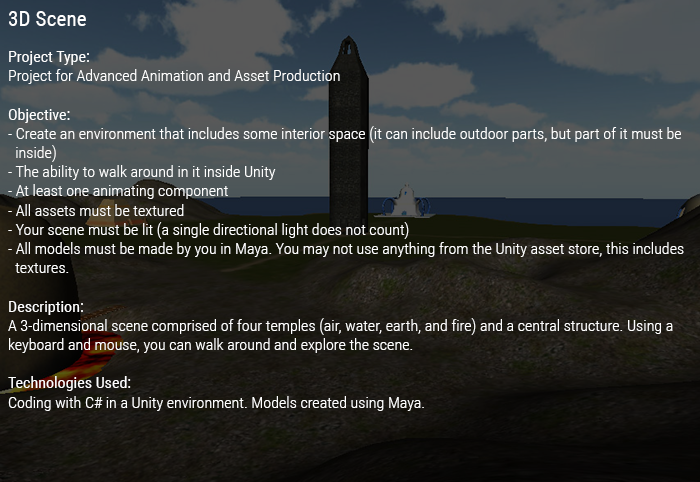 3D Scene
Project Type:
Project for Advanced Animation and Asset Production
Objective:
- Create an environment that includes some interior space (it can include outdoor parts, but part of it must be
inside)
- The ability to walk around in it inside Unity
- At least one animating component
- All assets must be textured
- Your scene must be lit (a single directional light does not count)
- All models must be made by you in Maya. You may not use anything from the Unity asset store, this includes
textures.
Description:
A 3-dimensional scene comprised of four temples (air, water, earth, and fire) and a central structure. Using a
keyboard and mouse, you can walk around and explore the scene.
Technologies Used:
Coding with C# in a Unity environment. Models created using Maya.